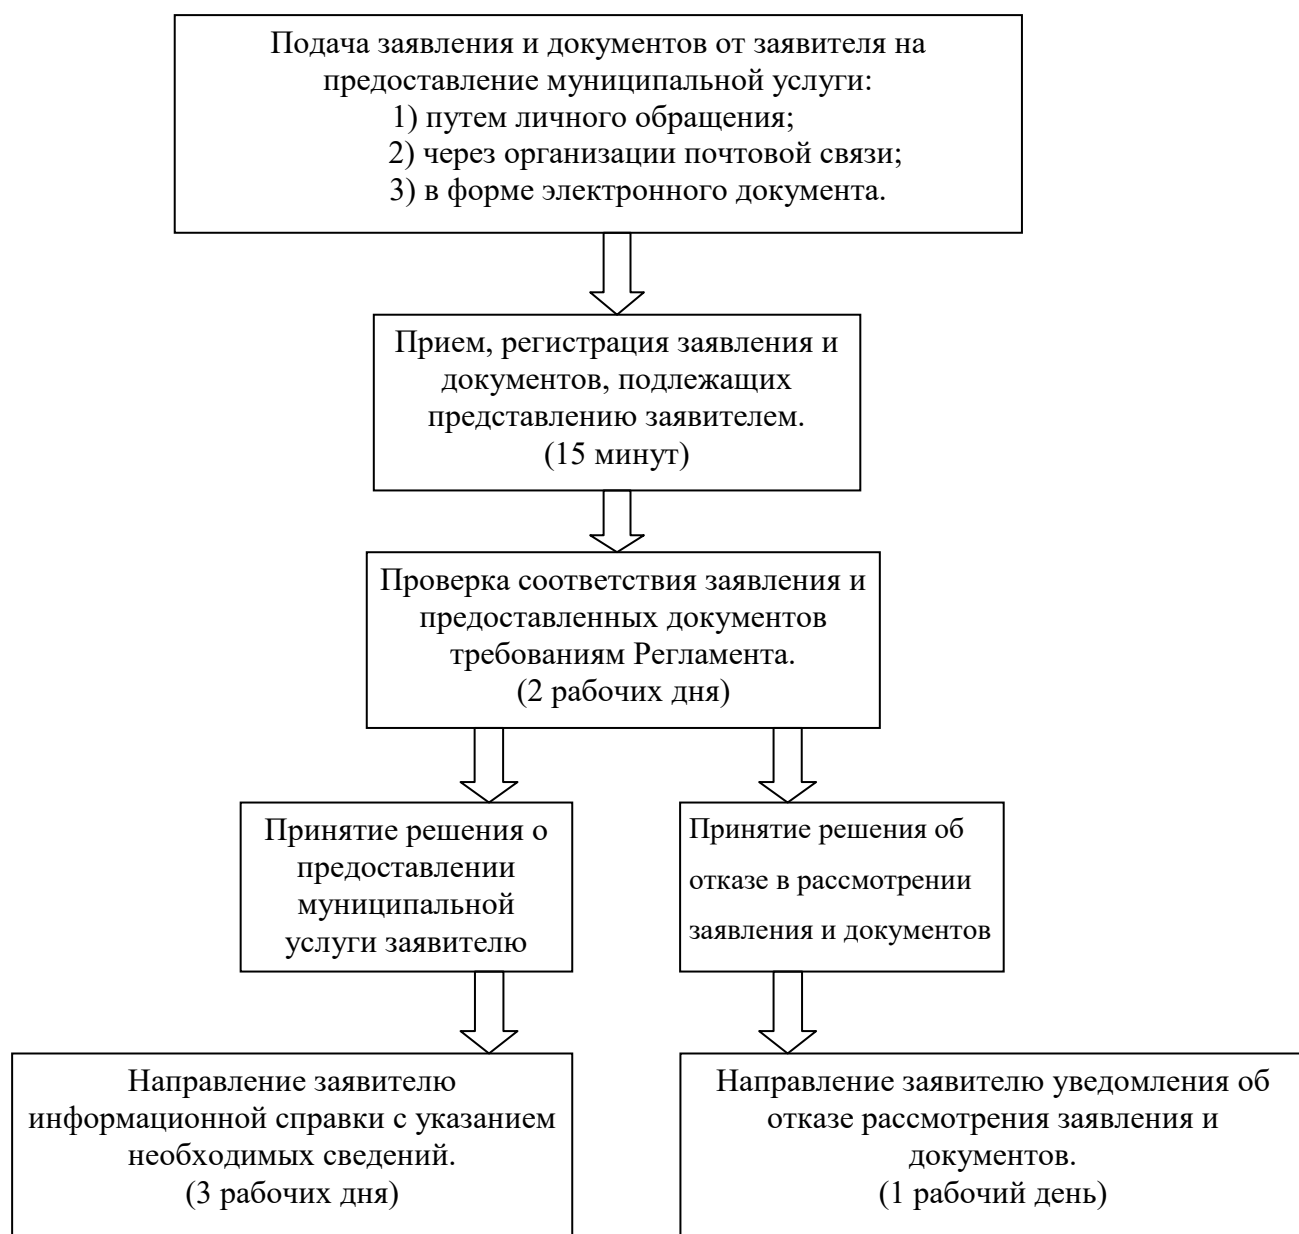 Подача заявления и документов от заявителя на
предоставление муниципальной услуги:
1) путем личного обращения;
2) через организации почтовой связи;
3) в форме электронного документа.
Прием, регистрация заявления и
документов, подлежащих
представлению заявителем.
(15 минут)
Проверка соответствия заявления и
предоставленных документов
требованиям Регламента.
(2 рабочих дня)
Принятие решения о
предоставлении
муниципальной
услуги заявителю
Принятие решения об
отказе в рассмотрении
заявления и документов
Направление заявителю
информационной справки с указанием
необходимых сведений.
(3 рабочих дня)
Направление заявителю уведомления об
отказе рассмотрения заявления и
документов.
(1 рабочий день)